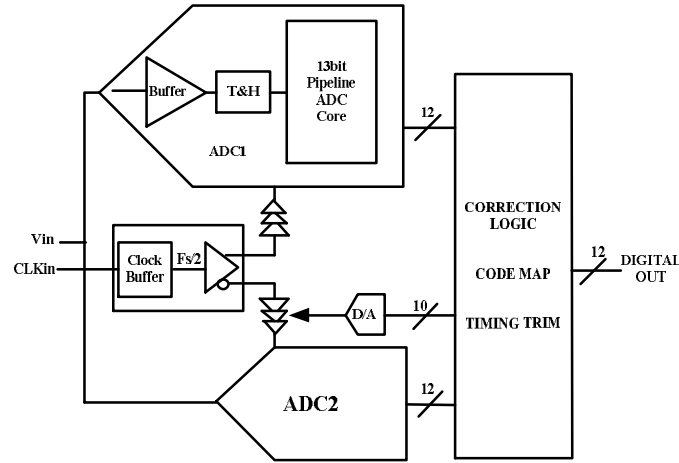 Buffer
T&H
13bit
Pipeline
ADC
Core
ADC1
12
Vin
CLKin
Clock
Buffer
Fs/2
D/A
10
ADC2
12
CORRECTION
LOGIC
CODE MAP
TIMING TRIM
12
DIGITAL
OUT